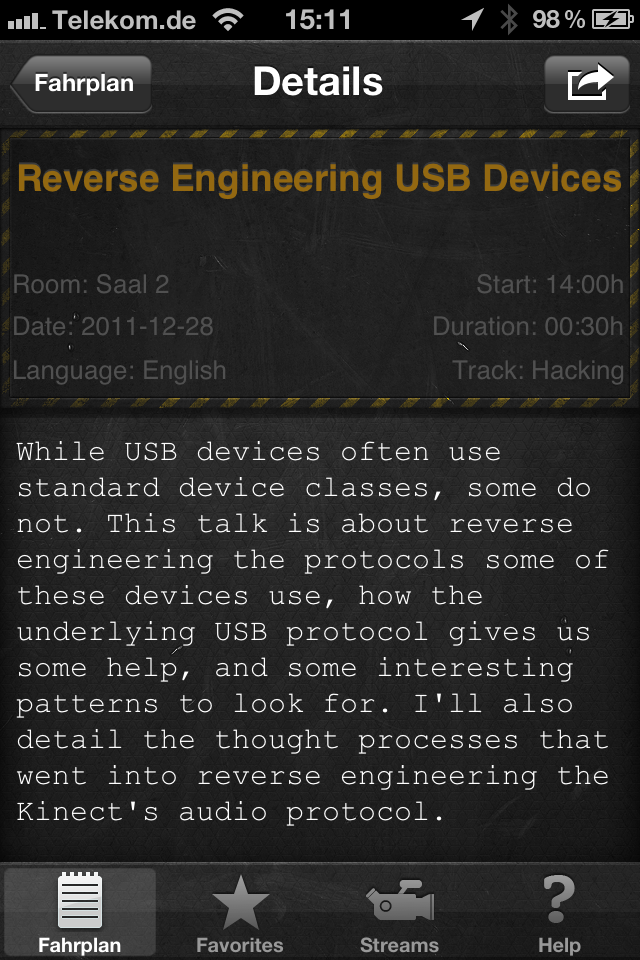 Telekom.de 15:11 98 %
Fahrplan Details
Reverse Engineering USB Devices
Room: Saal 2 Start: 14:00h
Date: 2011-12-28 Duration: 00:30h
Language: English Track: Hacking
While USB devices often use
standard device classes, some do
not. This talk is about reverse
engineering the protocols some of
these devices use, how the
underlying USB protocol gives us
some help, and some interesting
patterns to look for. I'll also
detail the thought processes that
went into reverse engineering the
Kinect's audio protocol.
Fahrplan Favorites Streams Help